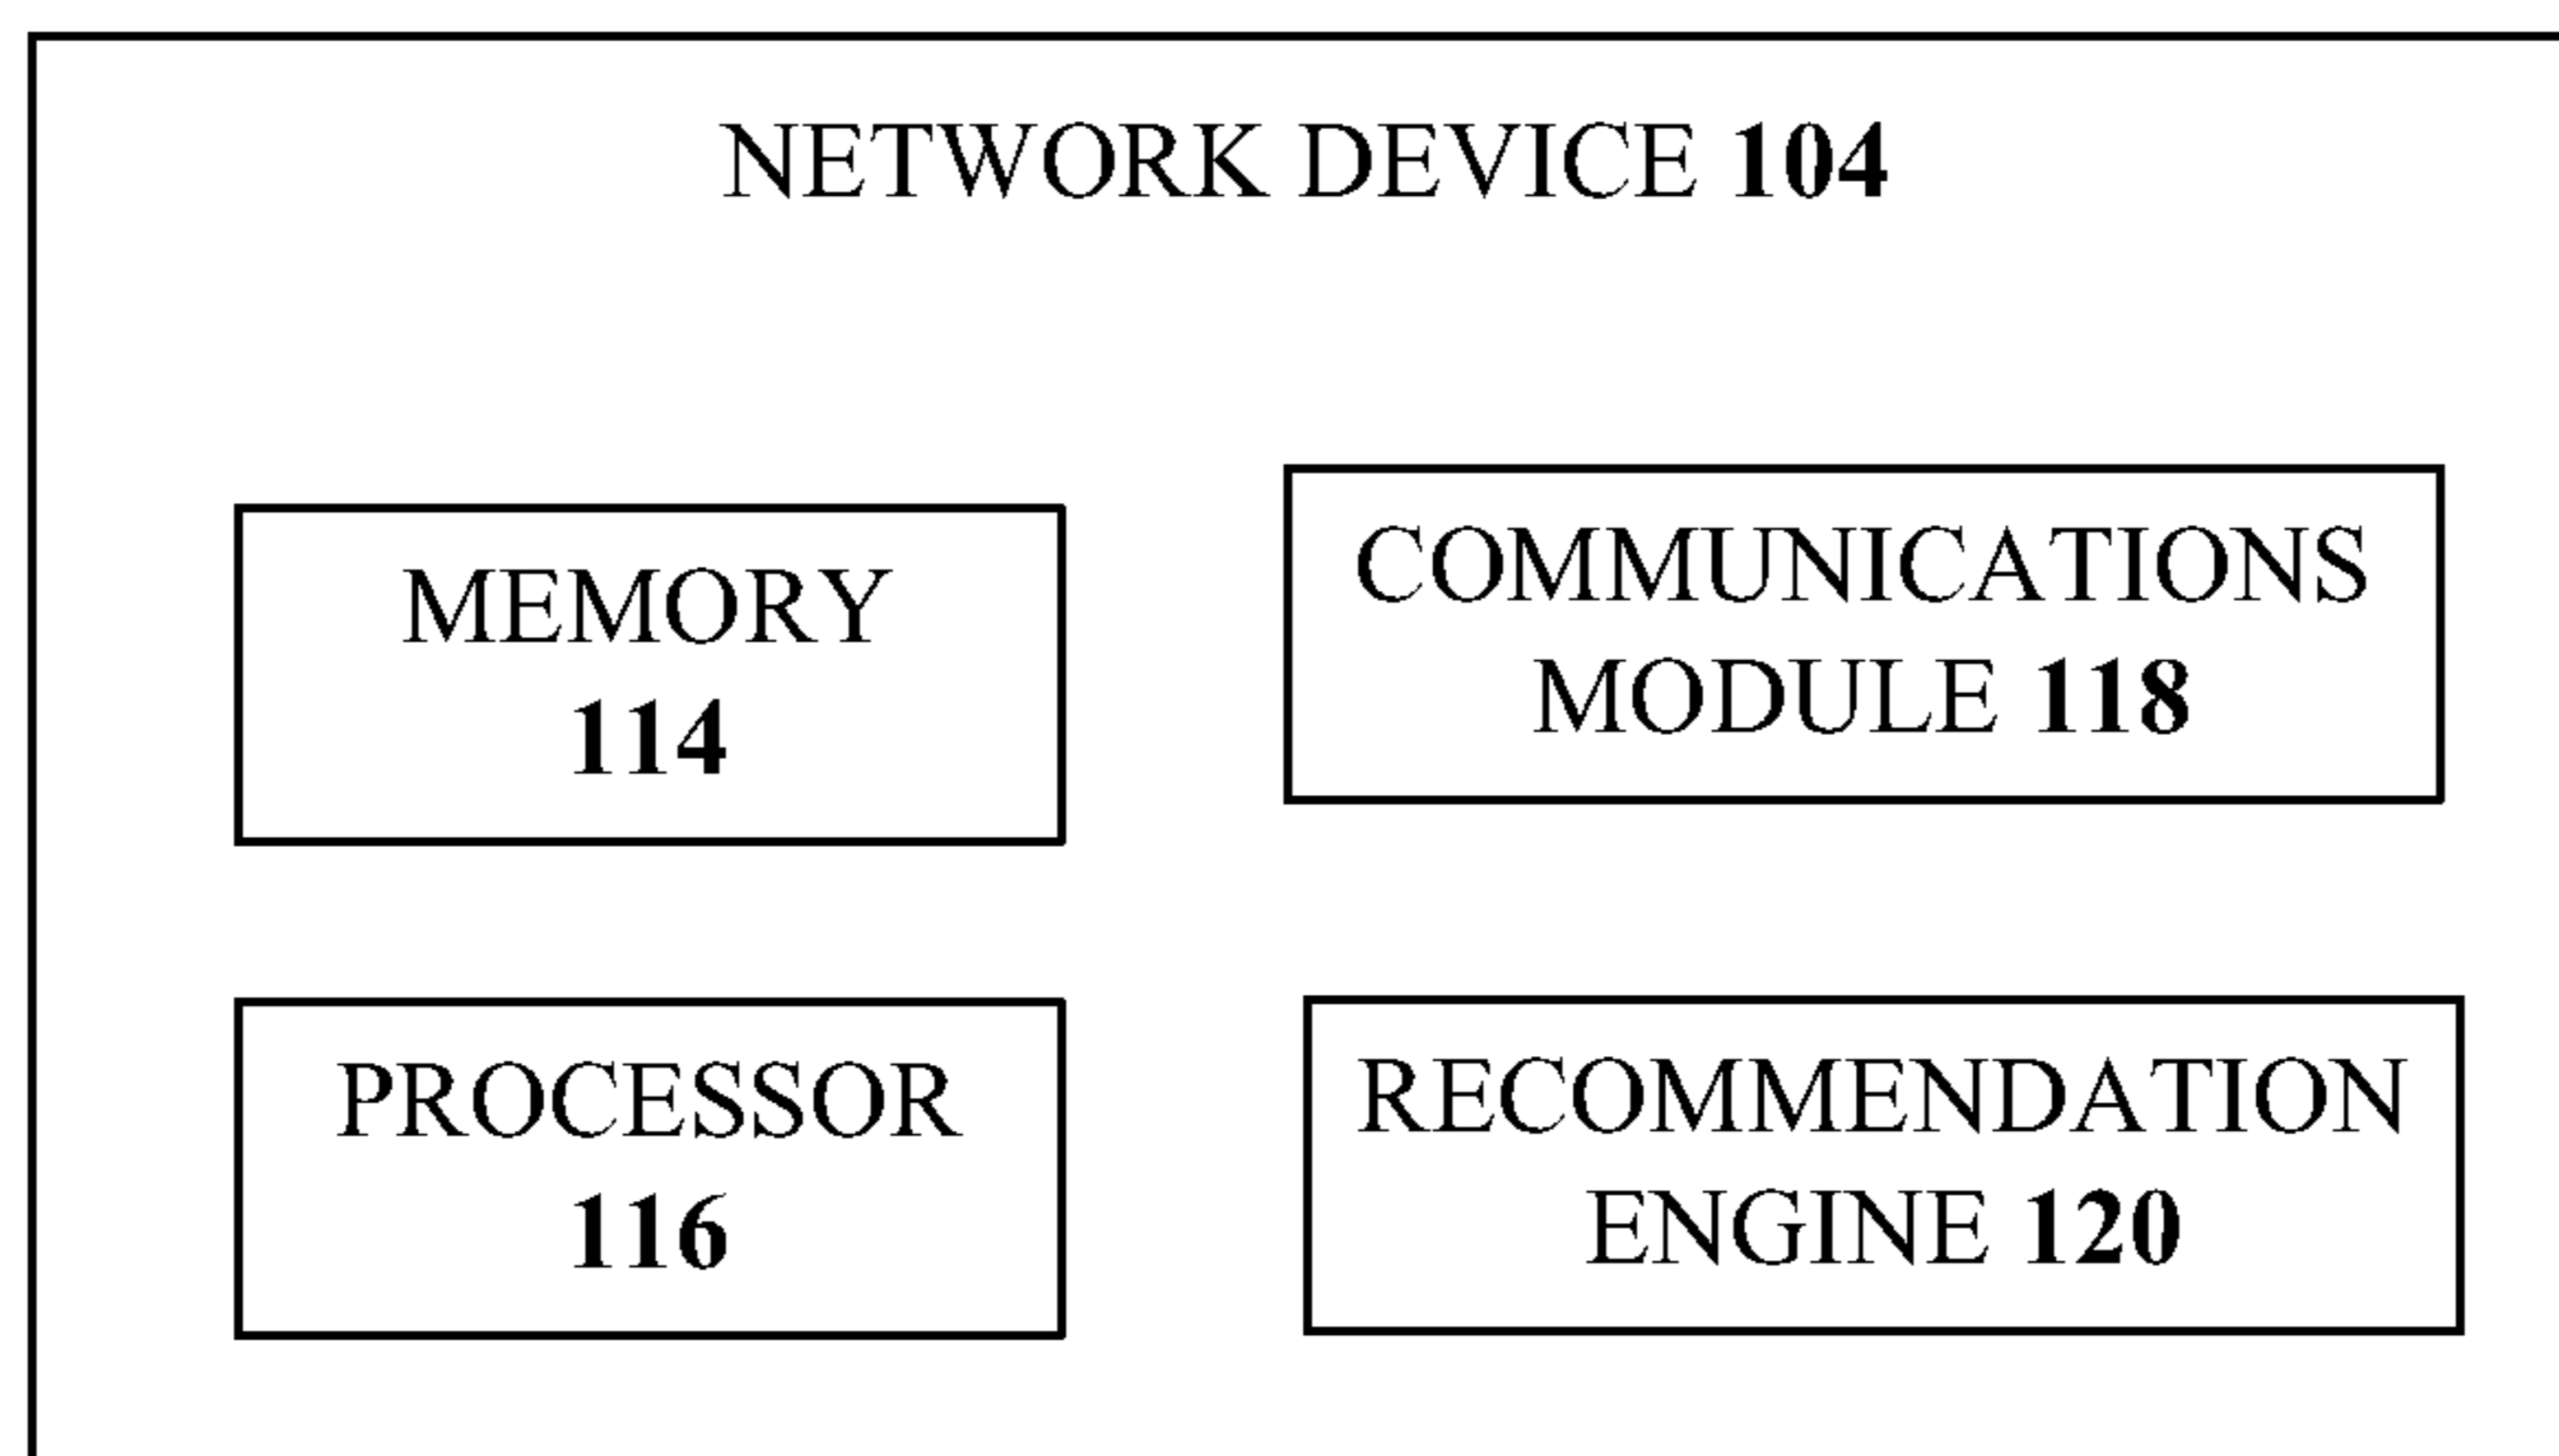 NETWORK DEVICE 104
MEMORY
114
COMMUNICATIONS
MODULE 118
PROCESSOR
116
RECOMMENDATION
ENGINE 120